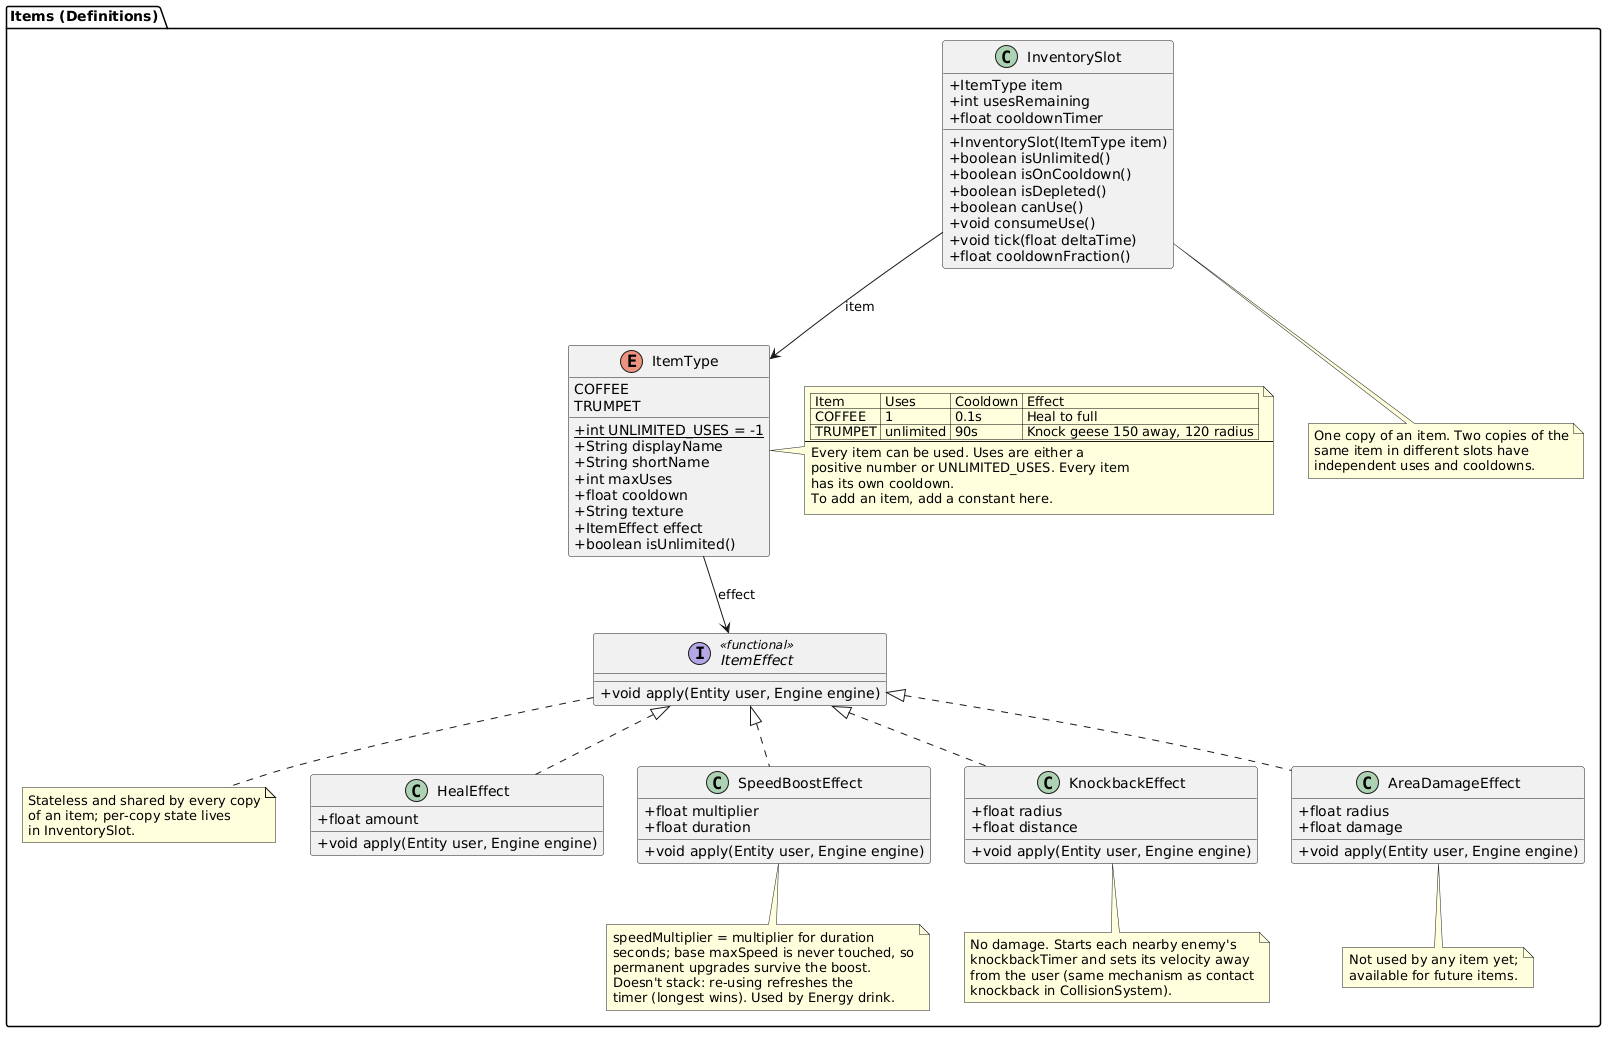 Items (Definitions)
C InventorySlot
+ItemType item
+int usesRemaining
+float cooldownTimer
+InventorySlot(ItemType item)
+boolean isUnlimited()
+boolean isOnCooldown()
+boolean isDepleted()
+boolean canUse()
+void consumeUse()
+void tick(float deltaTime)
+float cooldownFraction()
item
E ItemType
COFFEE
TRUMPET
+int UNLIMITED_USES = -1
+String displayName
+String shortName
+int maxUses
+float cooldown
+String texture
+ItemEffect effect
+boolean isUnlimited()
Item Uses Cooldown Effect
COFFEE 1 0.1s Heal to full
TRUMPET unlimited 90s Knock geese 150 away, 120 radius
Every item can be used. Uses are either a
positive number or UNLIMITED_USES. Every item
has its own cooldown.
To add an item, add a constant here.
One copy of an item. Two copies of the
same item in different slots have
independent uses and cooldowns.
effect
I «functional»
ItemEffect
+void apply(Entity user, Engine engine)
Stateless and shared by every copy
of an item; per-copy state lives
in InventorySlot.
C HealEffect
+float amount
+void apply(Entity user, Engine engine)
C SpeedBoostEffect
+float multiplier
+float duration
+void apply(Entity user, Engine engine)
C KnockbackEffect
+float radius
+float distance
+void apply(Entity user, Engine engine)
C AreaDamageEffect
+float radius
+float damage
+void apply(Entity user, Engine engine)
speedMultiplier = multiplier for duration
seconds; base maxSpeed is never touched, so
permanent upgrades survive the boost.
Doesn't stack: re-using refreshes the
timer (longest wins). Used by Energy drink.
No damage. Starts each nearby enemy's
knockbackTimer and sets its velocity away
from the user (same mechanism as contact
knockback in CollisionSystem).
Not used by any item yet;
available for future items.